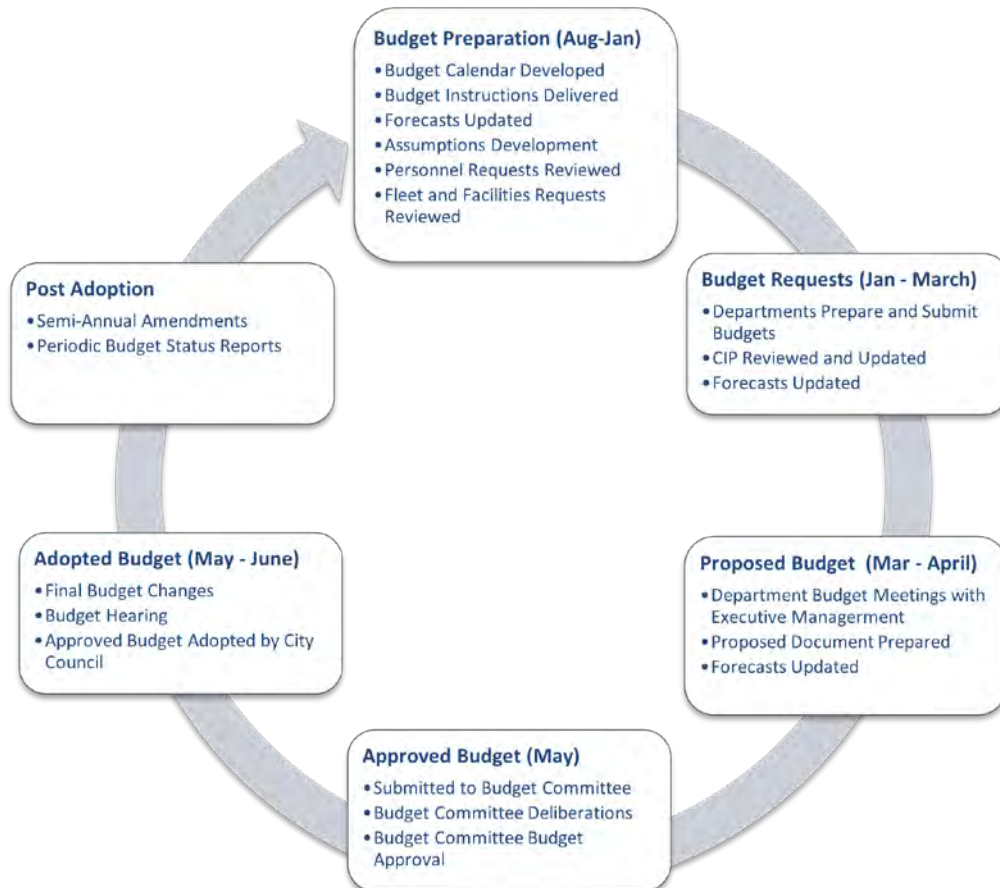 Budget Preparation (Aug-Jan)
•Budget Calendar Developed
•Budget Instructions Delivered
•Forecasts Updated
•Assumptions Development
•Personnel Requests Reviewed
•Fleet and Facilities Requests
Reviewed
Budget Requests (Jan - March)
•Departments Prepare and Submit
Budgets
•CIP Reviewed and Updated
•Forecasts Updated
Proposed Budget (Mar - April)
•Department Budget Meetings with
Executive Managerment
•Proposed Document Prepared
•Forecasts Updated
Approved Budget (May)
•Submitted to Budget Committee
•Budget Committee Deliberations
•Budget Committee Budget
Approval
Adopted Budget (May - June)
•Final Budget Changes
•Budget Hearing
•Approved Budget Adopted by City
Council
Post Adoption
•Semi-Annual Amendments
•Periodic Budget Status Reports